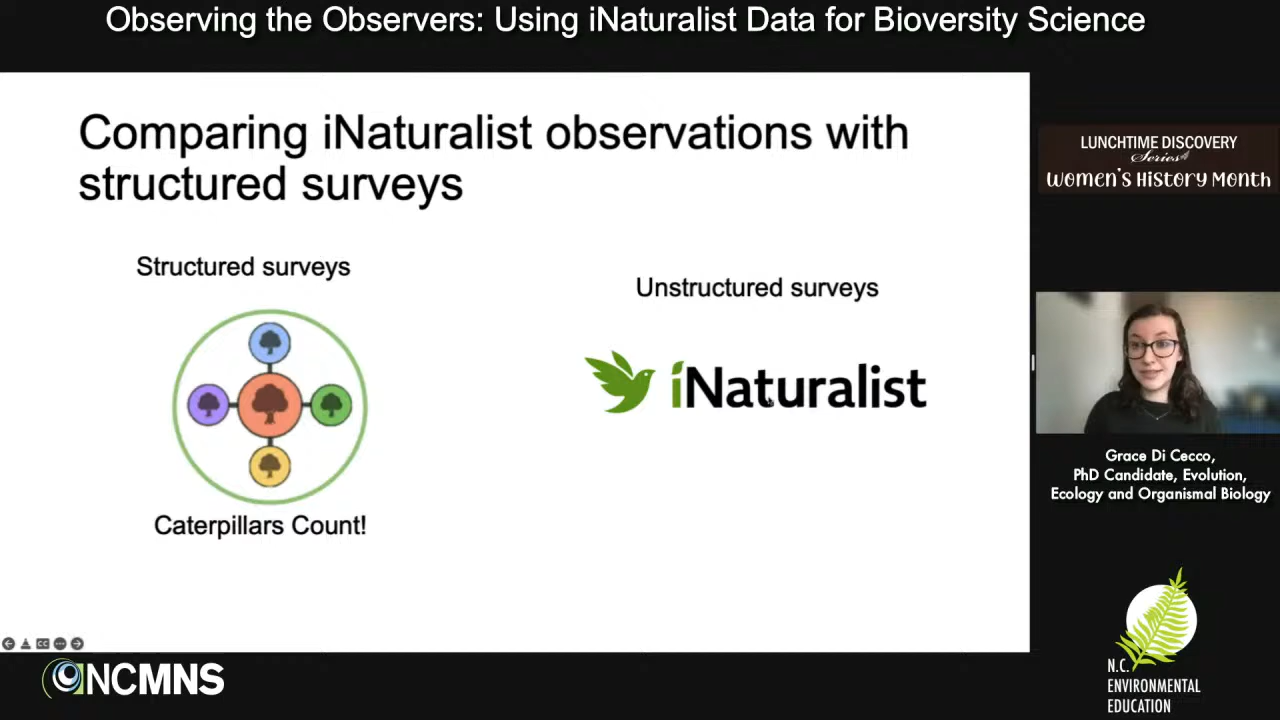 Observing the Observers: Using iNaturalist Data for Bioversity Science
Comparing iNaturalist observations with
structured surveys
Structured surveys
Unstructured surveys
iNaturalist
Caterpillars Count!
LUNCHTIME DISCOVERY
Series
Women's History Month
Grace Di Cecco,
PhD Candidate, Evolution,
Ecology and Organismal Biology
CC
NCMNS
N.C.
ENVIRONMENTAL
EDUCATION